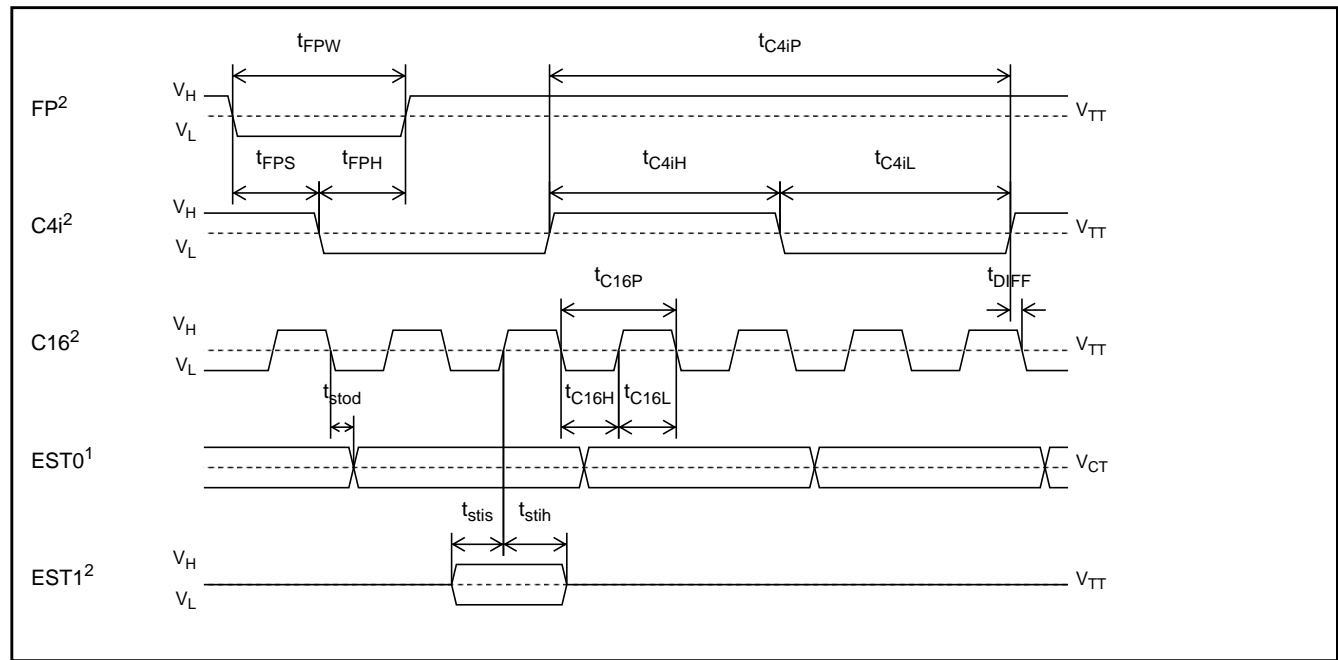 tFPW
tC4iP
FP²
VH
VL
VTT
tFPS
tFPH
tC4iH
tC4iL
C4i²
VH
VL
VTT
tC16P
tDIFF
C16²
VH
VL
VTT
tstod
tC16H
tC16L
EST0¹
VCT
tstis
tstih
EST1²
VH
VL
VTT